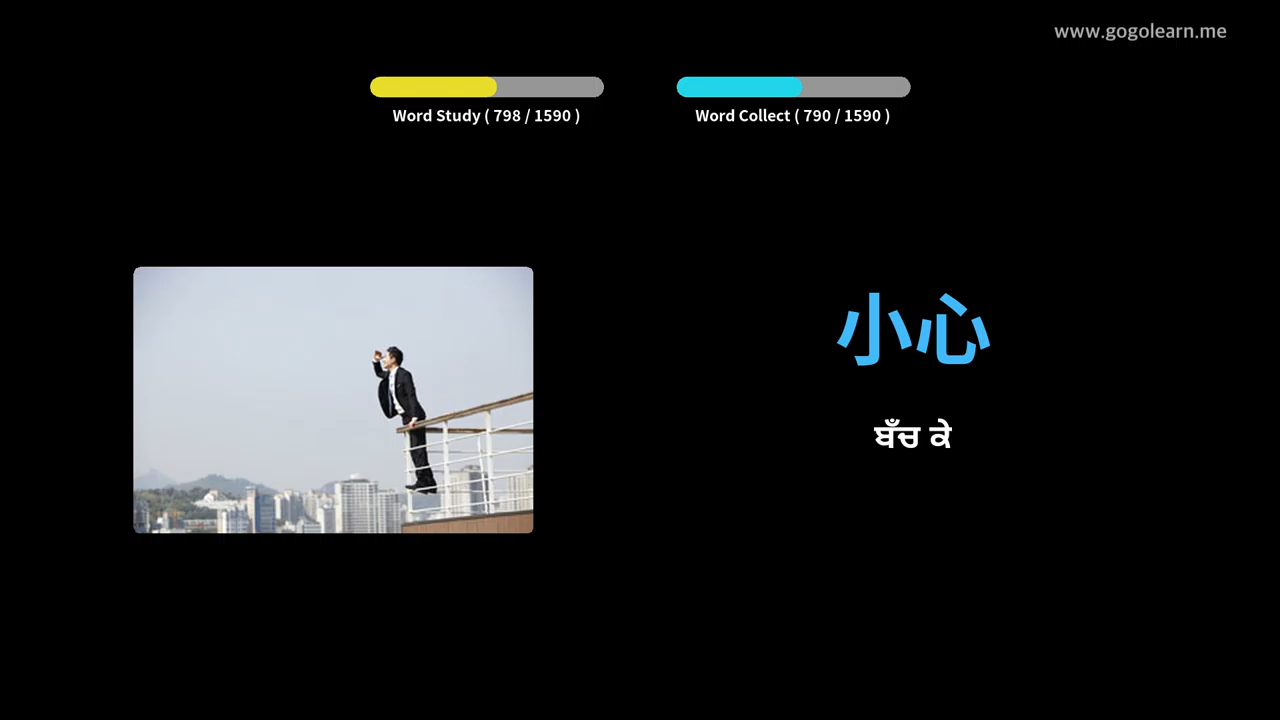 www.gogolearn.me
Word Study ( 798 / 1590 )
Word Collect ( 790 / 1590 )
小心
ਬੱਚ ਕੇ